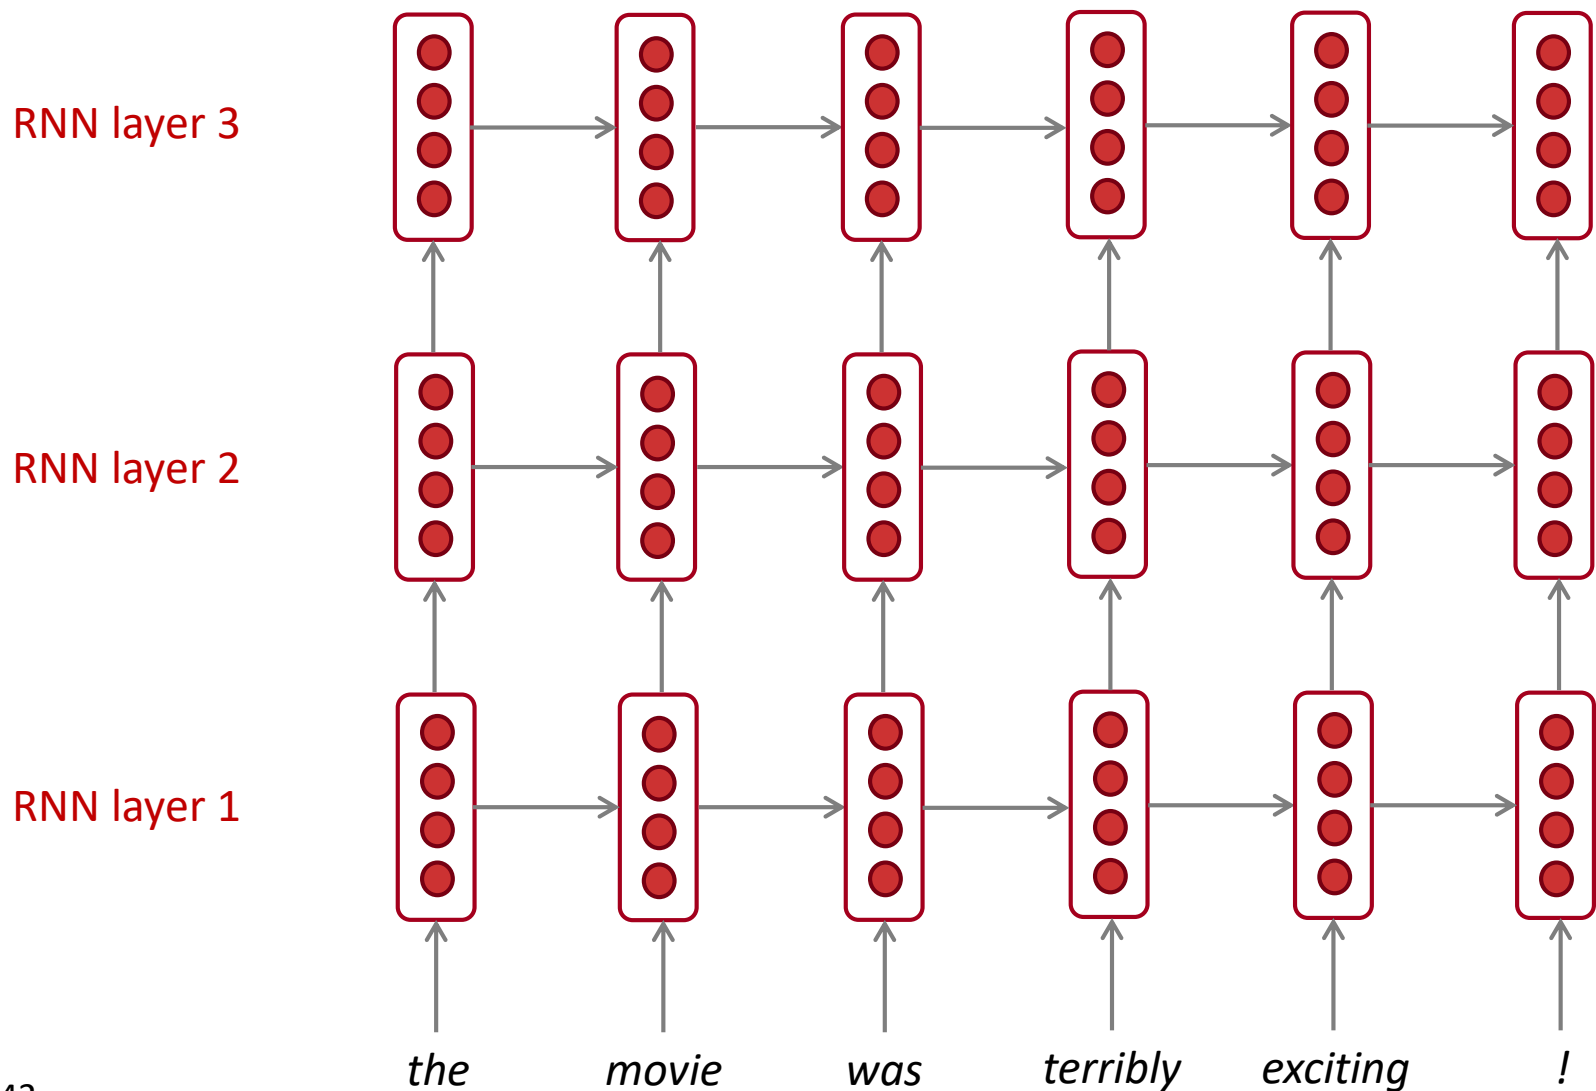 RNN layer 3
RNN layer 2
RNN layer 1
the movie was terribly exciting !